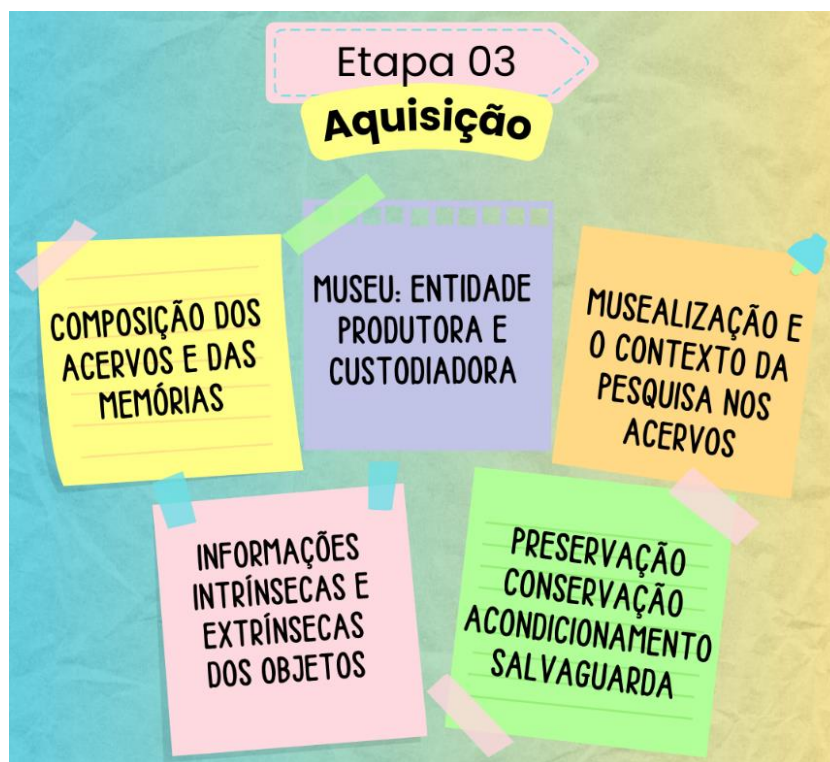 Etapa 03
Aquisição
COMPOSIÇÃO DOS
ACERVOS E DAS
MEMÓRIAS
MUSEU: ENTIDADE
PRODUTORA E
CUSTODIADORA
MUSEALIZAÇÃO E
O CONTEXTO DA
PESQUISA NOS
ACERVOS
INFORMAÇÕES
INTRÍNSECAS E
EXTRÍNSECAS
DOS OBJETOS
PRESERVAÇÃO
CONSERVAÇÃO
ACONDICIONAMENTO
SALVAGUARDA